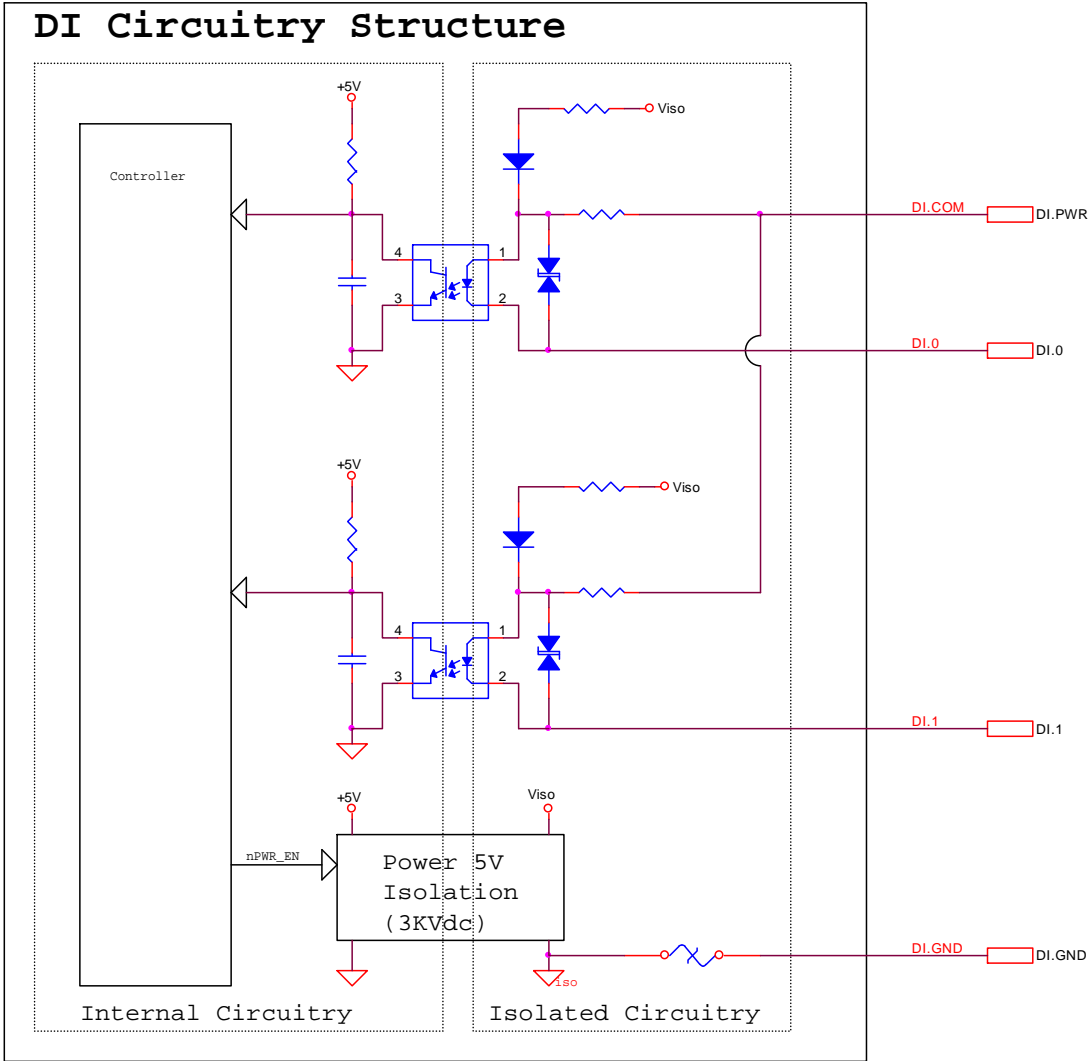 DI Circuitry Structure
+5V
Viso
Controller
DI.COM
DI.PWR
4
1
3
2
DI.0
DI.0
+5V
Viso
4
1
3
2
DI.1
DI.1
+5V
Viso
nPWR_EN
Power 5V
Isolation
(3KVdc)
DI.GND
DI.GND
iso
Internal Circuitry
Isolated Circuitry